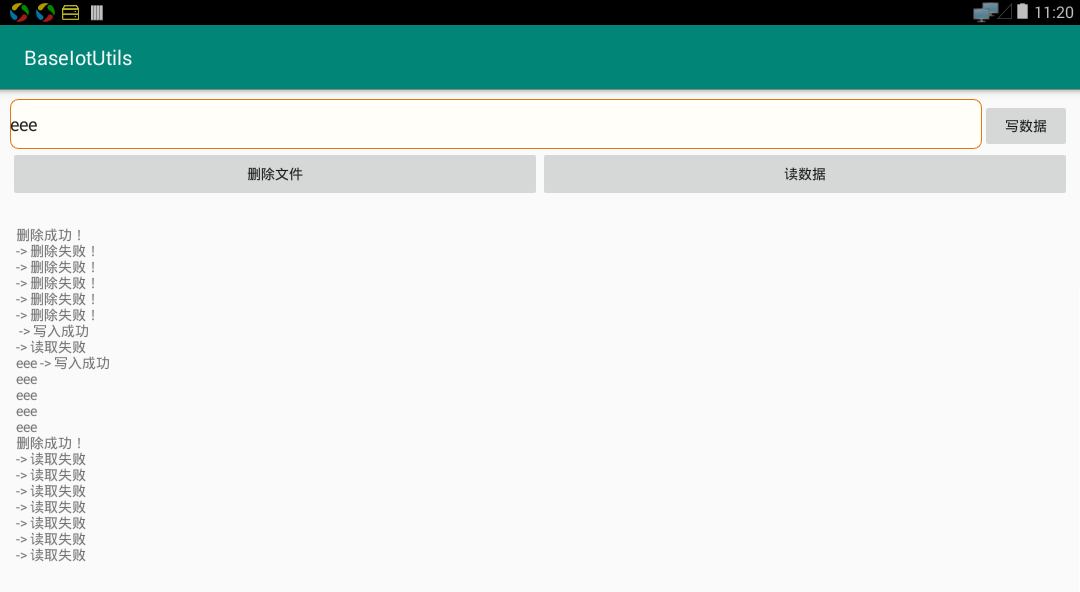 11:20
BaseIotUtils
eee
写数据
删除文件
读数据
删除成功！
-> 删除失败！
-> 删除失败！
-> 删除失败！
-> 删除失败！
-> 删除失败！
-> 写入成功
-> 读取失败
eee -> 写入成功
eee
eee
eee
eee
删除成功！
-> 读取失败
-> 读取失败
-> 读取失败
-> 读取失败
-> 读取失败
-> 读取失败
-> 读取失败